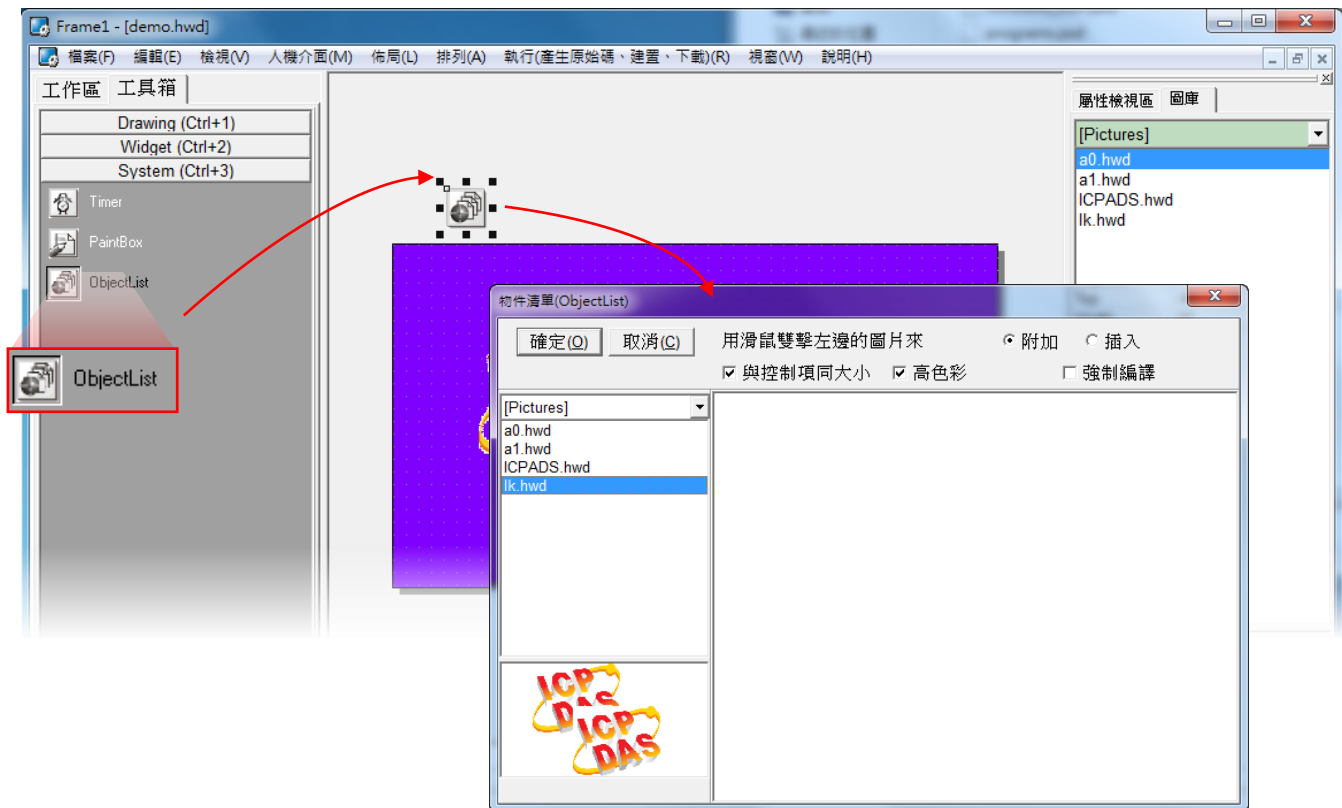 Frame1 - [demo.hwd]
檔案(F) 編輯(E) 檢視(V) 人機介面(M) 佈局(L) 排列(A) 執行(產生原始碼、建置、下載)(R) 視窗(W) 說明(H)
工作區 工具箱
Drawing (Ctrl+1)
Widget (Ctrl+2)
System (Ctrl+3)
Timer
PaintBox
ObjectList
ObjectList
屬性檢視區 圖庫
[Pictures]
a0.hwd
a1.hwd
ICPADS.hwd
lk.hwd
物件清單(ObjectList)
確定(O) 取消(C) 用滑鼠雙擊左邊的圖片來 附加 插入
與控制項同大小 高色彩 強制編譯
[Pictures]
a0.hwd
a1.hwd
ICPADS.hwd
lk.hwd
ICP
DAS
ICP
DAS